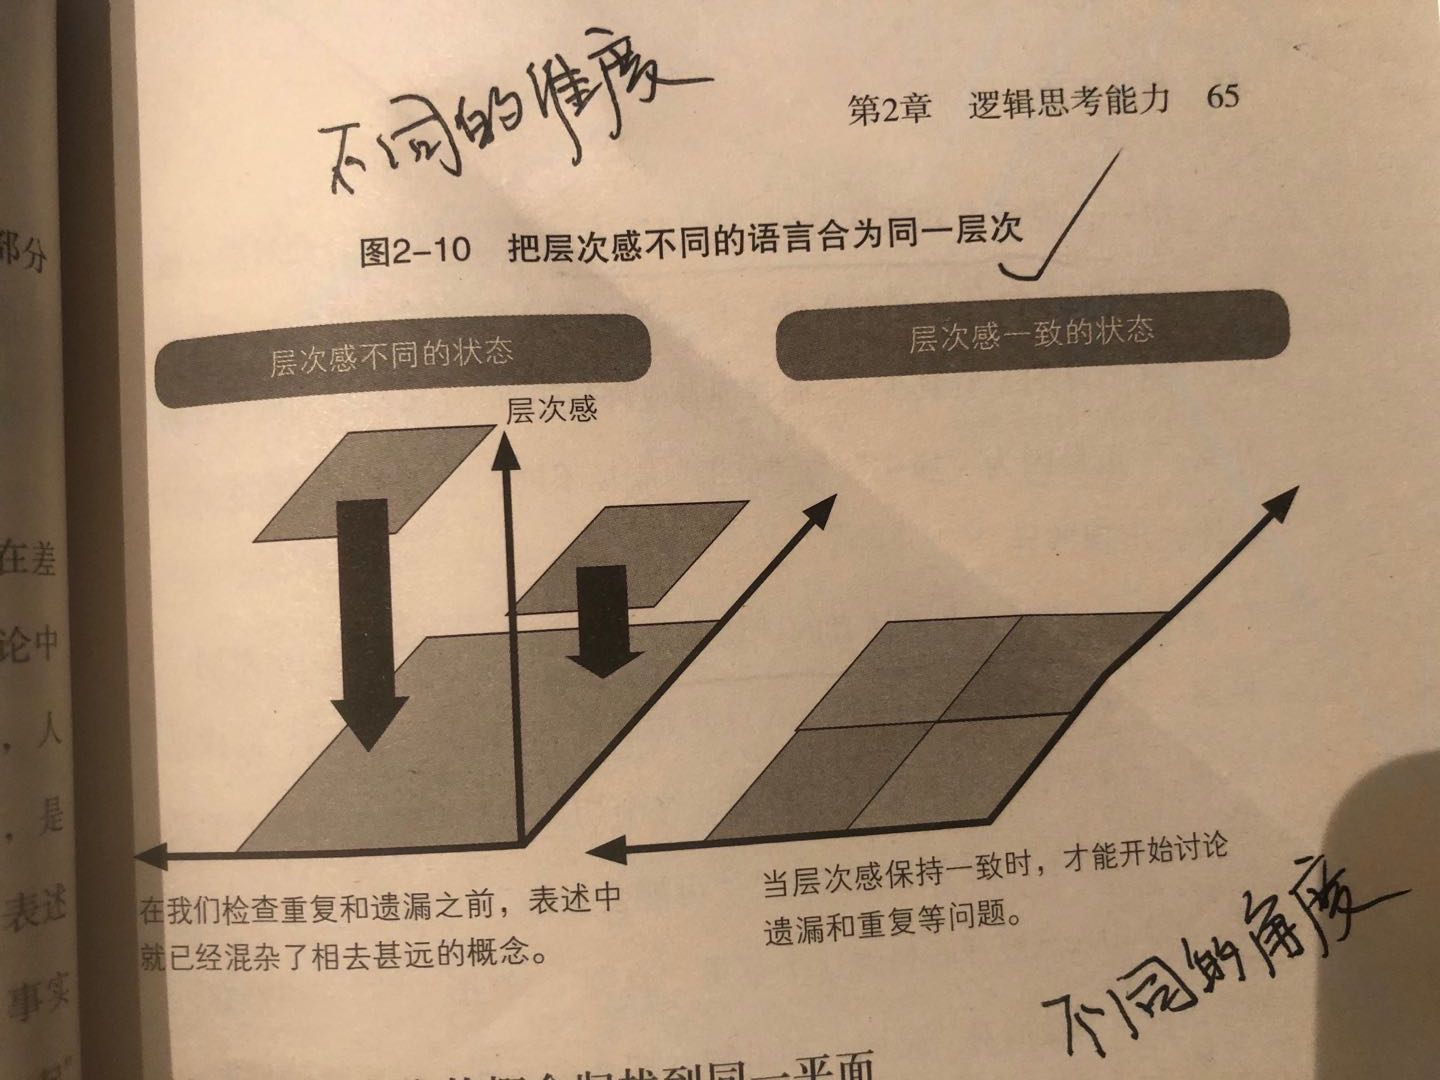 不同的维度
第2章 逻辑思考能力 65
图2-10 把层次感不同的语言合为同一层次
层次感不同的状态
层次感一致的状态
层次感
在我们检查重复和遗漏之前，表述中
就已经混杂了相去甚远的概念。
当层次感保持一致时，才能开始讨论
遗漏和重复等问题。
不同的角度
部分
在差
论中
，人
，是
表述
事实
找到同一平面